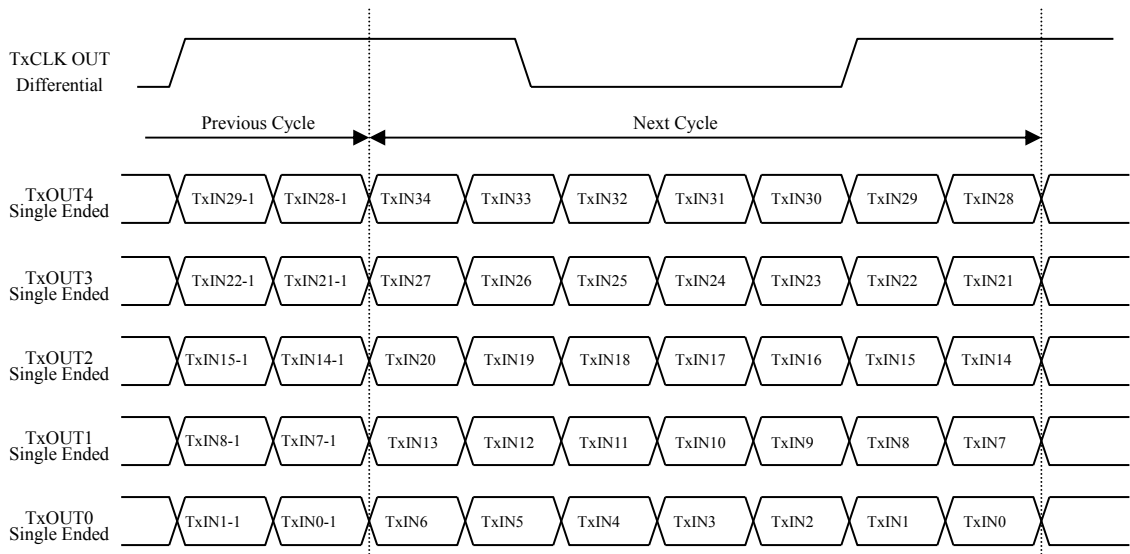 TxCLK OUT
Differential
Previous Cycle
Next Cycle
TxOUT4
Single Ended
TxIN29-1 TxIN28-1 TxIN34 TxIN33 TxIN32 TxIN31 TxIN30 TxIN29 TxIN28
TxOUT3
Single Ended
TxIN22-1 TxIN21-1 TxIN27 TxIN26 TxIN25 TxIN24 TxIN23 TxIN22 TxIN21
TxOUT2
Single Ended
TxIN15-1 TxIN14-1 TxIN20 TxIN19 TxIN18 TxIN17 TxIN16 TxIN15 TxIN14
TxOUT1
Single Ended
TxIN8-1 TxIN7-1 TxIN13 TxIN12 TxIN11 TxIN10 TxIN9 TxIN8 TxIN7
TxOUT0
Single Ended
TxIN1-1 TxIN0-1 TxIN6 TxIN5 TxIN4 TxIN3 TxIN2 TxIN1 TxIN0